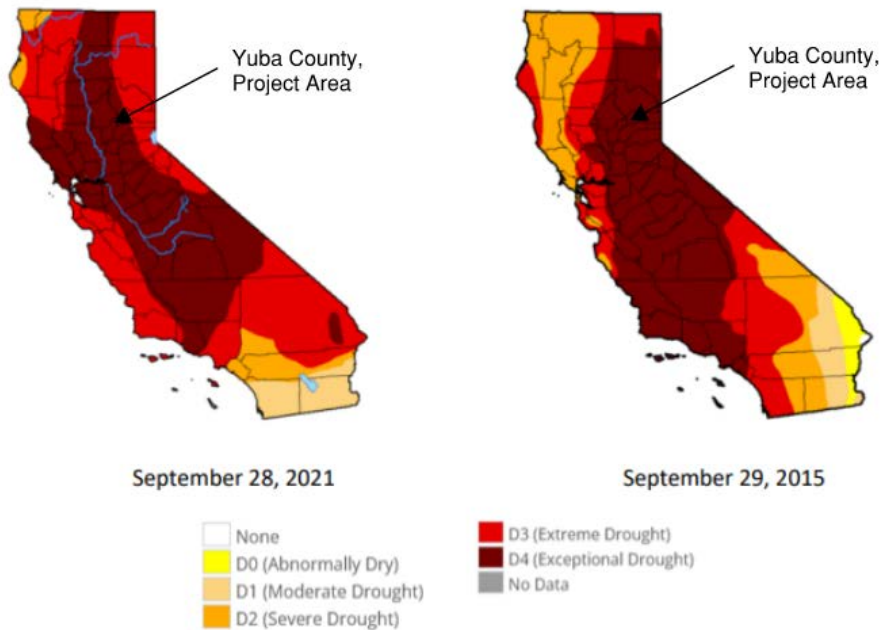 Yuba County,
Project Area
Yuba County,
Project Area
September 28, 2021
September 29, 2015
None
D0 (Abnormally Dry)
D1 (Moderate Drought)
D2 (Severe Drought)
D3 (Extreme Drought)
D4 (Exceptional Drought)
No Data